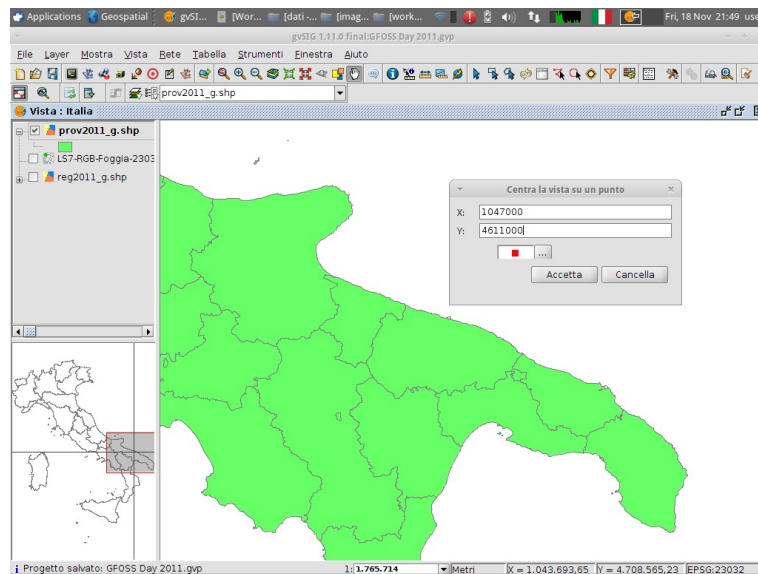 Applications Geospatial gvSI... [Wor... [dati -... [imag... [work... Fri, 18 Nov 21:49 use
gvSIG 1.11.0 final:GFOSS Day 2011.gvp
File Layer Mostra Vista Rete Tabella Strumenti Finestra Aiuto
prov2011_g.shp
Vista : Italia
prov2011_g.shp
LS7-RGB-Foggia-2303
reg2011_g.shp
Centra la vista su un punto
X: 1047000
Y: 4611000
...
Accetta Cancella
Progetto salvato: GFOSS Day 2011.gvp 1: 1.765.714 Metri X = 1.043.693,65 Y = 4.708.565,23 EPSG:23032